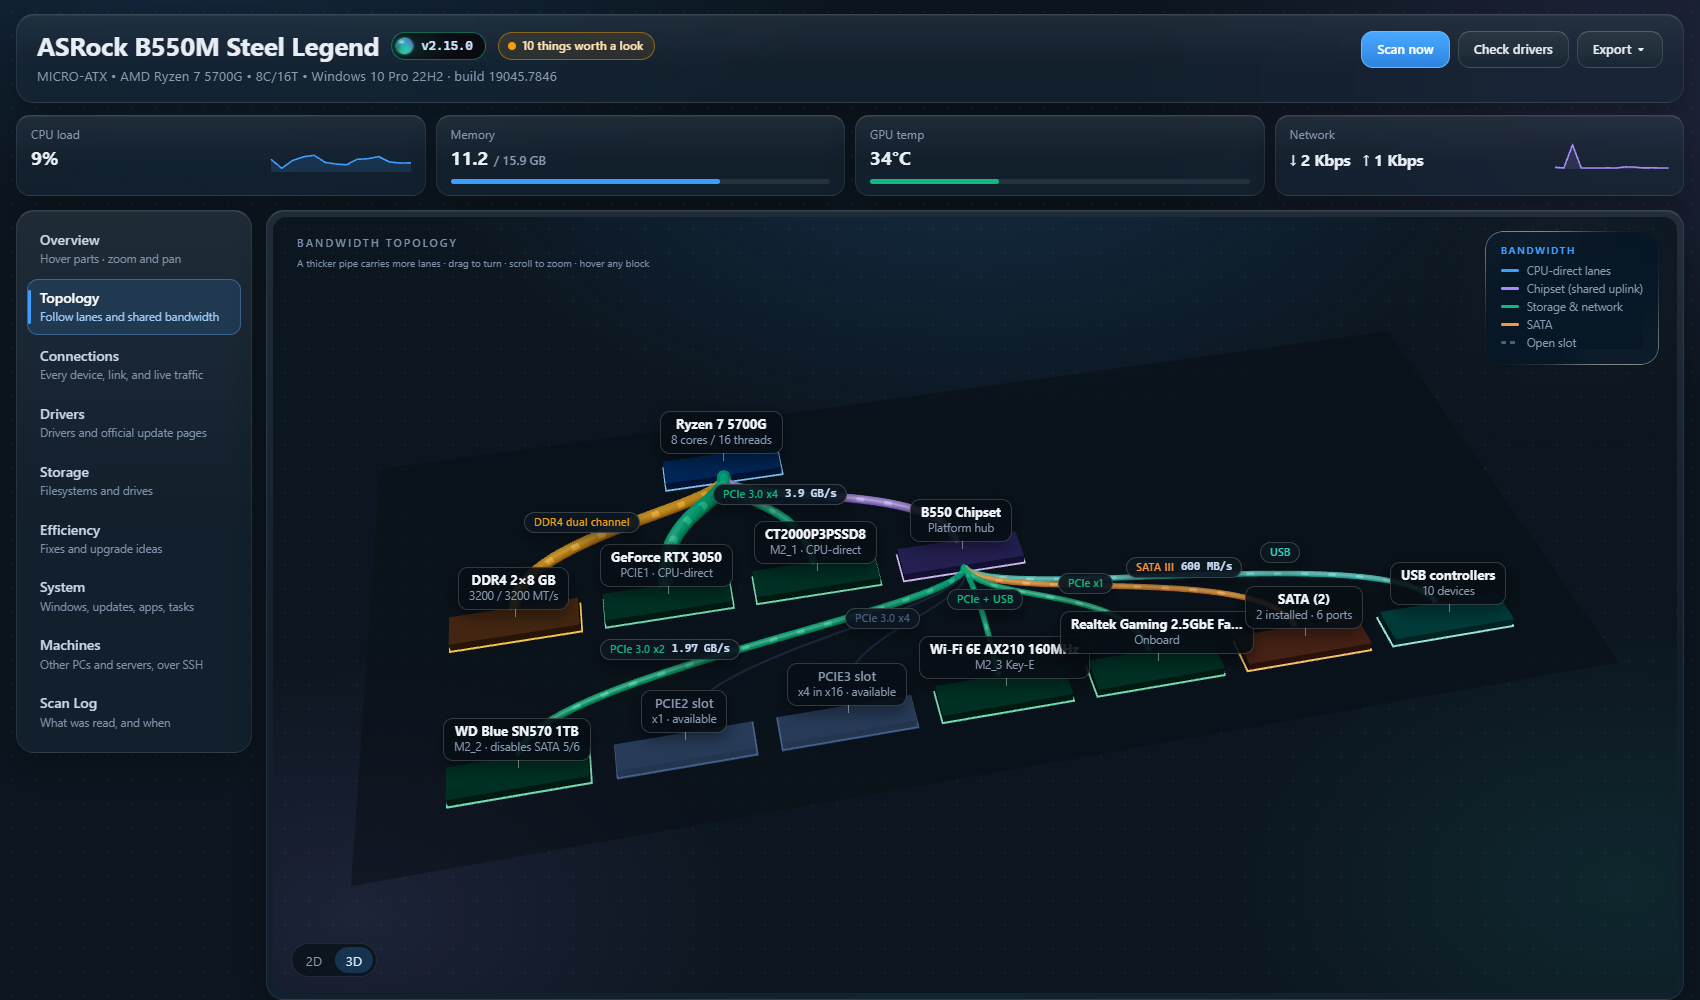 ASRock B550M Steel Legend
v2.15.0
10 things worth a look
Scan now
Check drivers
Export
MICRO-ATX • AMD Ryzen 7 5700G • 8C/16T • Windows 10 Pro 22H2 · build 19045.7846
CPU load
9%
Memory
11.2 / 15.9 GB
GPU temp
34°C
Network
↓ 2 Kbps ↑ 1 Kbps
Overview
Hover parts · zoom and pan
Topology
Follow lanes and shared bandwidth
Connections
Every device, link, and live traffic
Drivers
Drivers and official update pages
Storage
Filesystems and drives
Efficiency
Fixes and upgrade ideas
System
Windows, updates, apps, tasks
Machines
Other PCs and servers, over SSH
Scan Log
What was read, and when
BANDWIDTH TOPOLOGY
A thicker pipe carries more lanes · drag to turn · scroll to zoom · hover any block
BANDWIDTH
CPU-direct lanes
Chipset (shared uplink)
Storage & network
SATA
Open slot
Ryzen 7 5700G
8 cores / 16 threads
PCIe 3.0 x4 3.9 GB/s
DDR4 dual channel
B550 Chipset
Platform hub
CT2000P3PSSD8
M2_1 · CPU-direct
GeForce RTX 3050
PCIE1 · CPU-direct
DDR4 2×8 GB
3200 / 3200 MT/s
USB
SATA III 600 MB/s
PCIe x1
USB controllers
10 devices
PCIe + USB
SATA (2)
2 installed · 6 ports
PCIe 3.0 x4
Realtek Gaming 2.5GbE Fa...
Onboard
PCIe 3.0 x2 1.97 GB/s
Wi-Fi 6E AX210 160MHz
M2_3 Key-E
PCIE3 slot
x4 in x16 · available
PCIE2 slot
x1 · available
WD Blue SN570 1TB
M2_2 · disables SATA 5/6
2D
3D